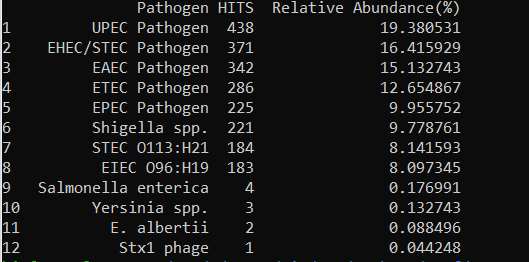 Pathogen HITS Relative Abundance(%)
1 UPEC Pathogen 438 19.380531
2 EHEC/STEC Pathogen 371 16.415929
3 EAEC Pathogen 342 15.132743
4 ETEC Pathogen 286 12.654867
5 EPEC Pathogen 225 9.955752
6 Shigella spp. 221 9.778761
7 STEC O113:H21 184 8.141593
8 EIEC O96:H19 183 8.097345
9 Salmonella enterica 4 0.176991
10 Yersinia spp. 3 0.132743
11 E. albertii 2 0.088496
12 Stx1 phage 1 0.044248